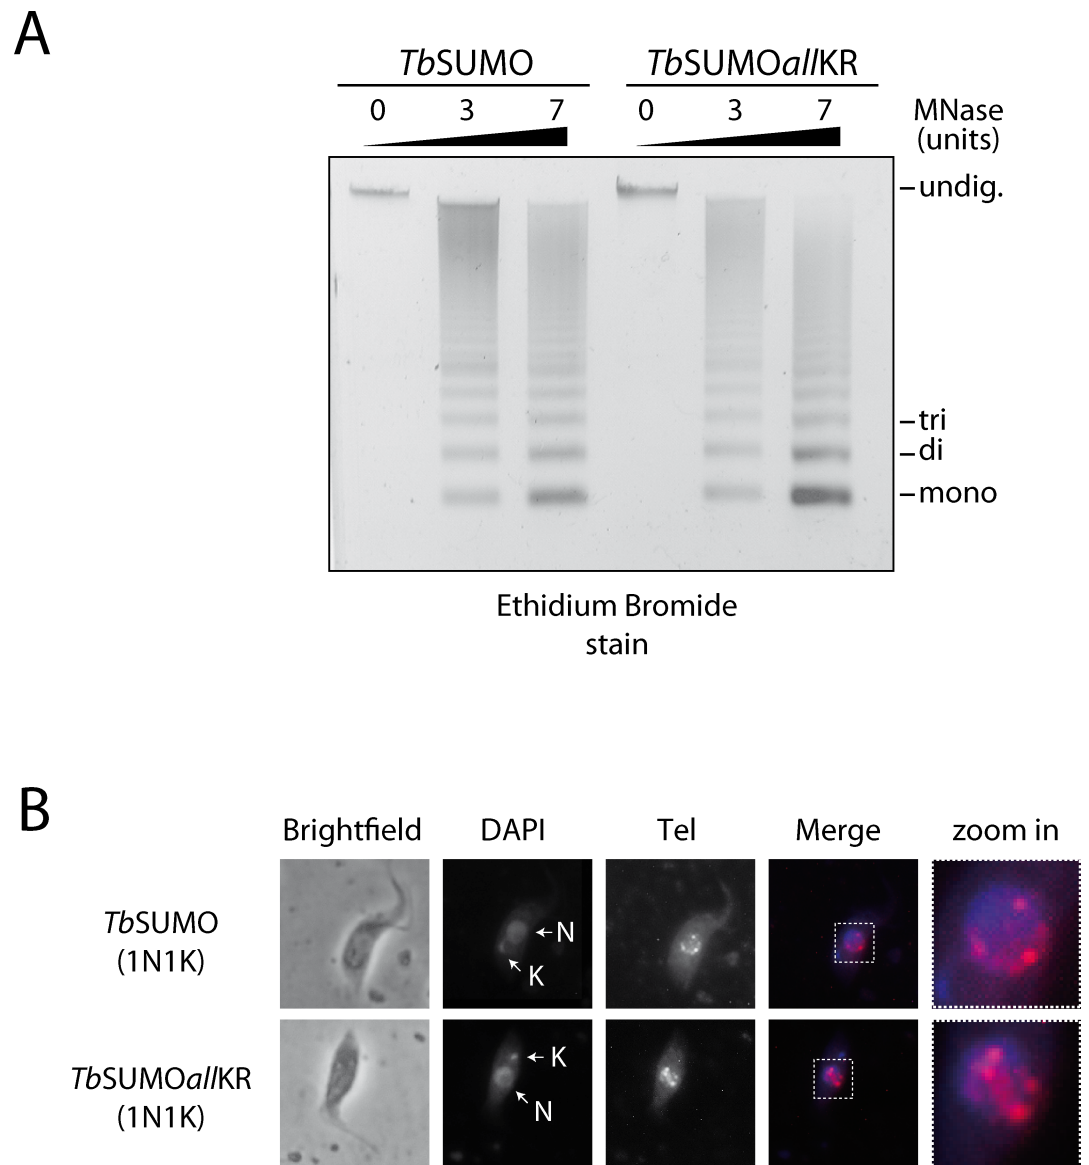 A
TbSUMO TbSUMOallKR
0 3 7 0 3 7 MNase
(units)
undig.
tri
di
mono
Ethidium Bromide
stain
B
Brightfield DAPI Tel Merge zoom in
TbSUMO
(1N1K)
N
K
TbSUMOallKR
(1N1K)
K
N